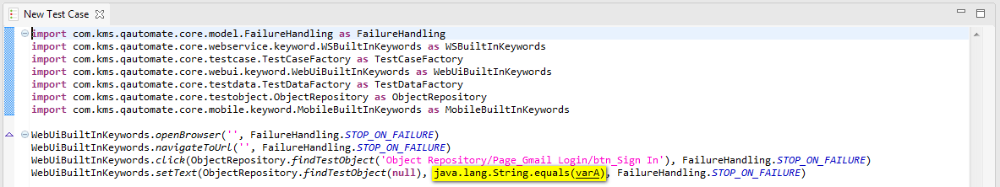 New Test Case
import com.kms.qautomate.core.model.FailureHandling as FailureHandling
import com.kms.qautomate.core.webservice.keyword.WSBuiltInKeywords as WSBuiltInKeywords
import com.kms.qautomate.core.testcase.TestCaseFactory as TestCaseFactory
import com.kms.qautomate.core.webui.keyword.WebUiBuiltInKeywords as WebUiBuiltInKeywords
import com.kms.qautomate.core.testdata.TestDataFactory as TestDataFactory
import com.kms.qautomate.core.testobject.ObjectRepository as ObjectRepository
import com.kms.qautomate.core.mobile.keyword.MobileBuiltInKeywords as MobileBuiltInKeywords
WebUiBuiltInKeywords.openBrowser('', FailureHandling.STOP_ON_FAILURE)
WebUiBuiltInKeywords.navigateToUrl('', FailureHandling.STOP_ON_FAILURE)
WebUiBuiltInKeywords.click(ObjectRepository.findTestObject('Object Repository/Page_Gmail_Login/btn_Sign In'), FailureHandling.STOP_ON_FAILURE)
WebUiBuiltInKeywords.setText(ObjectRepository.findTestObject(null), java.lang.String.equals(varA), FailureHandling.STOP_ON_FAILURE)